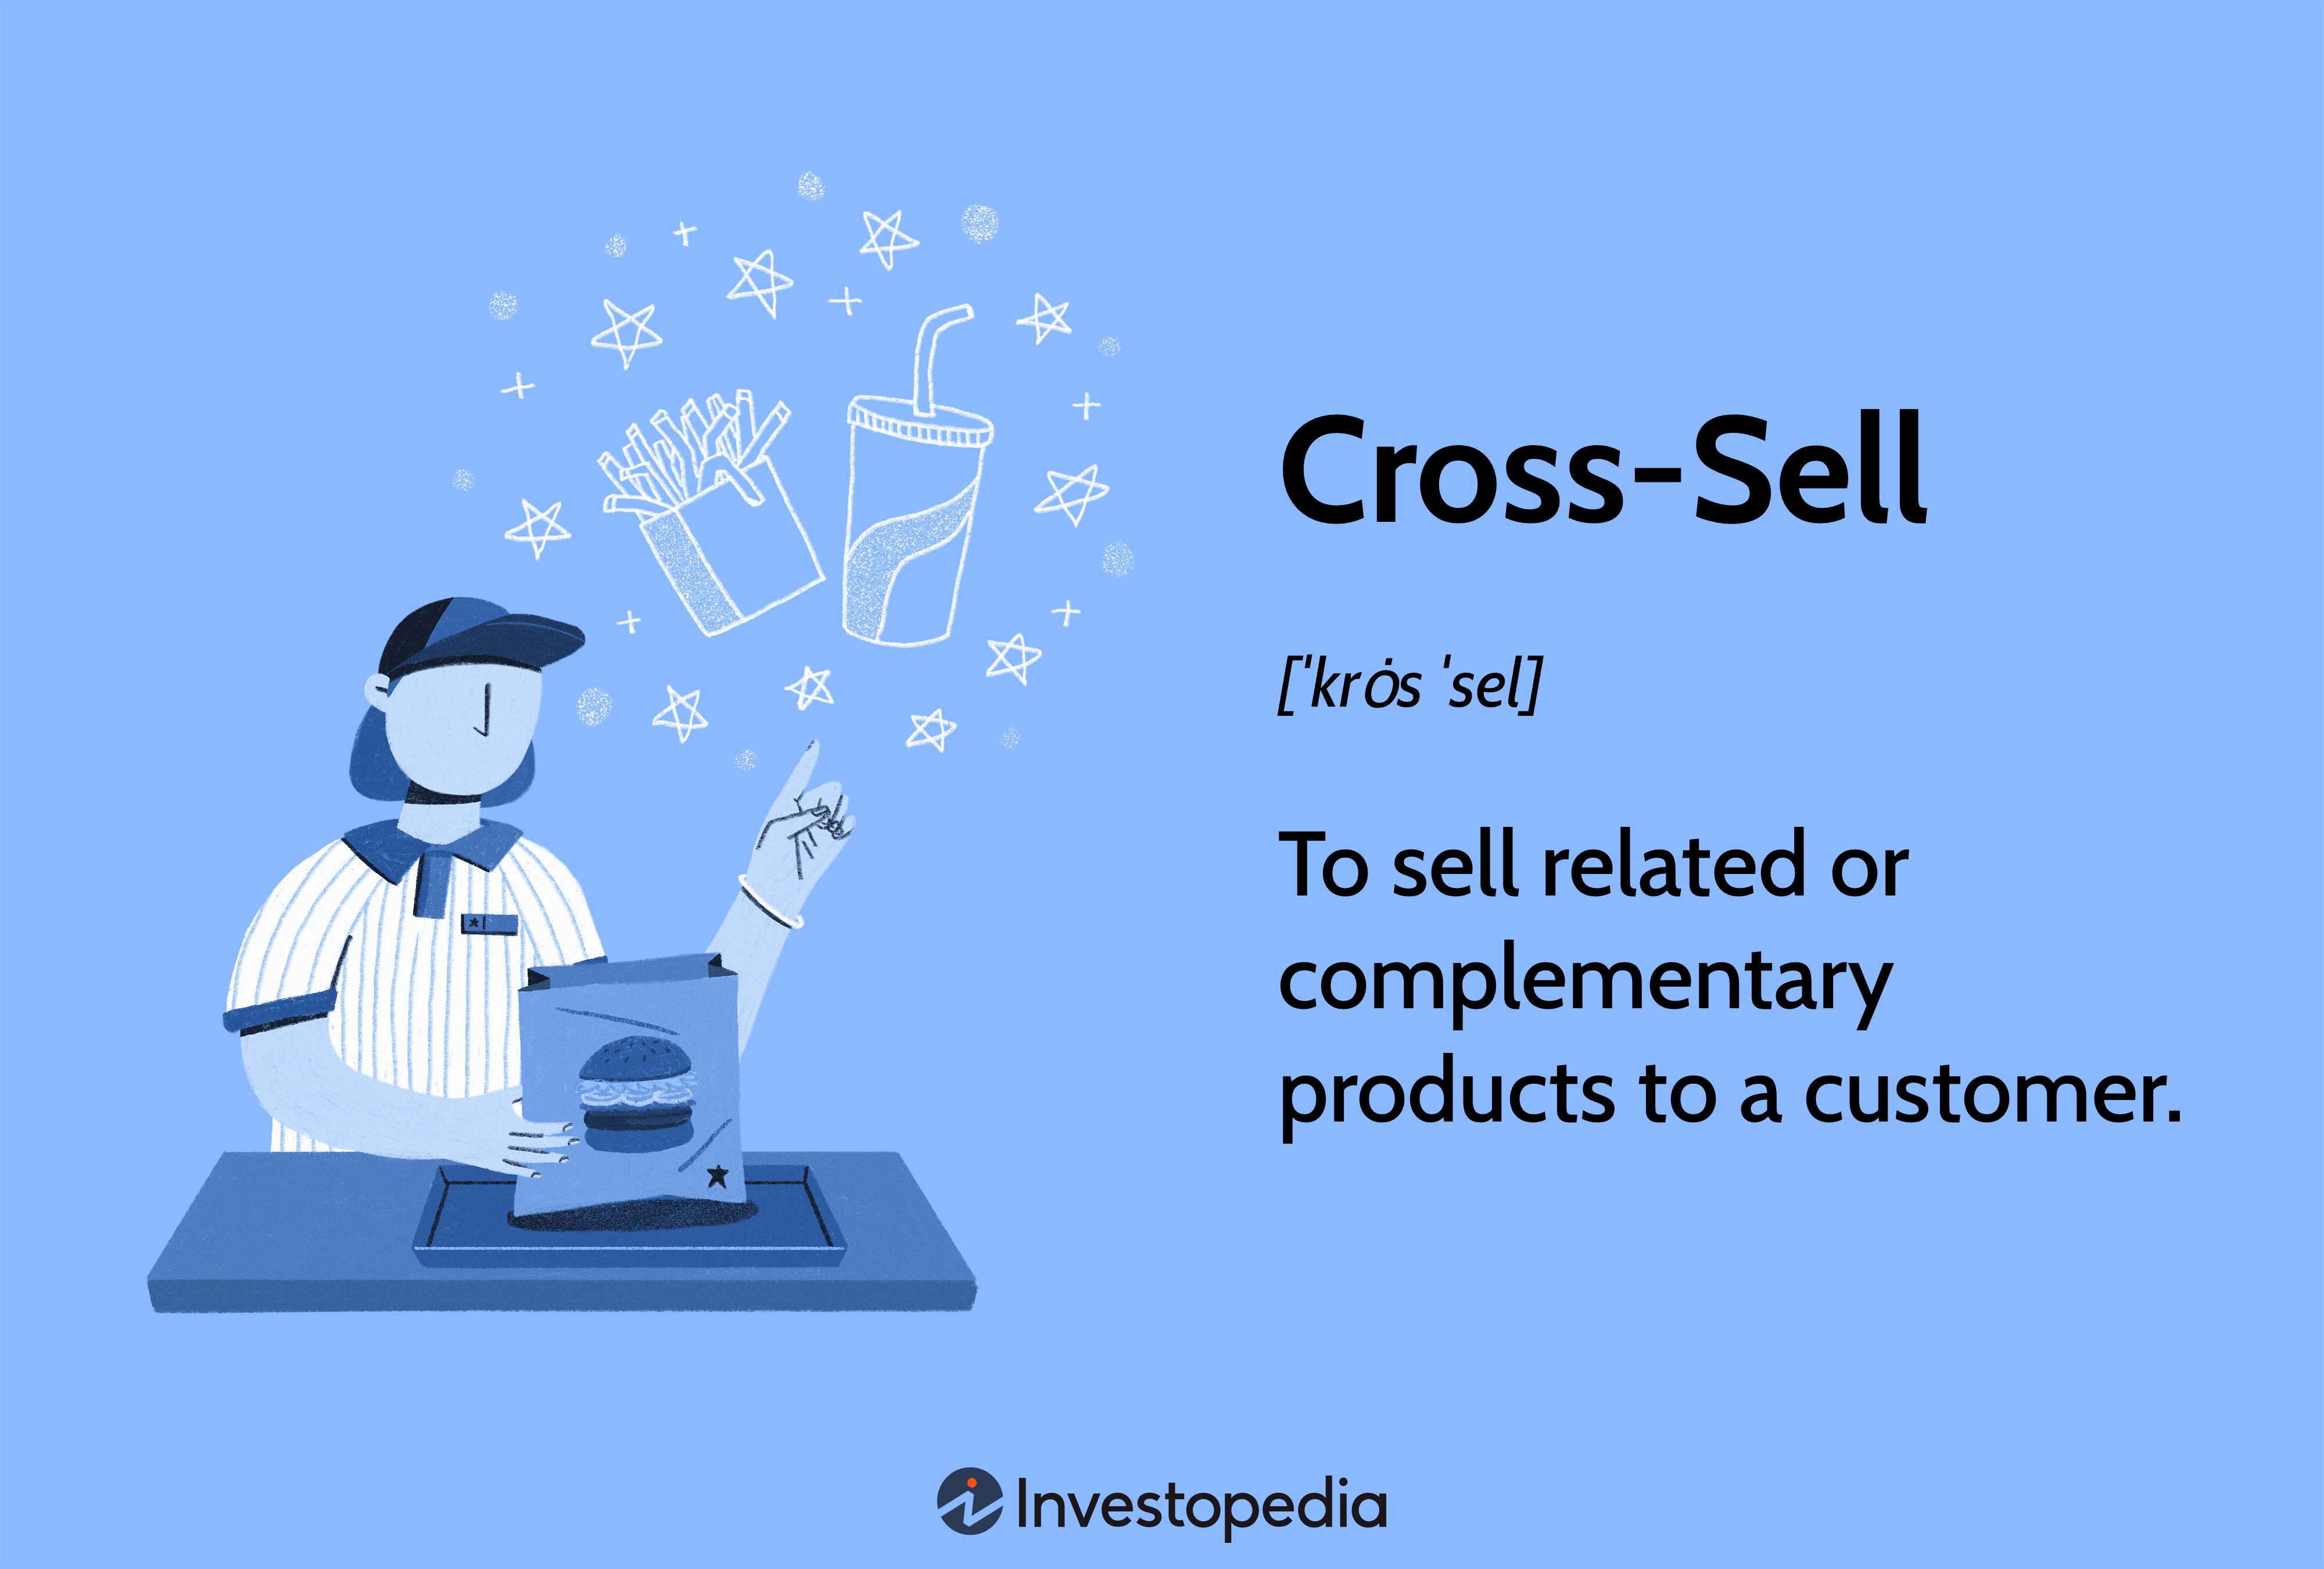 Cross-Sell
[ˈkrȯs ˈsel]
To sell related or
complementary
products to a customer.
Investopedia